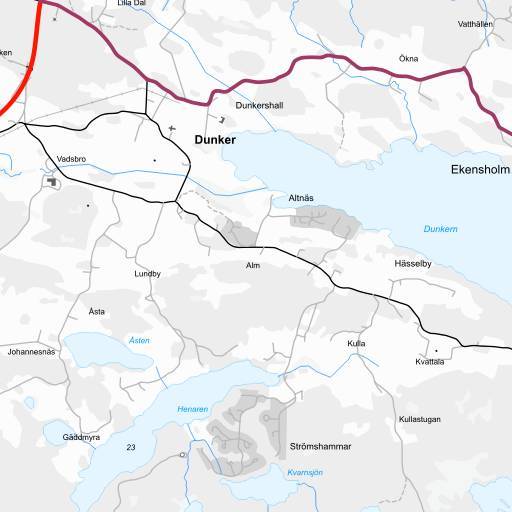 Lilla Dal
Vatthällen
ken
Ökna
Dunkershall
Dunker
Vadsbro
Ekensholm
Altnäs
Dunkern
Hässelby
Alm
Lundby
Åsta
Åsten
Kulla
Johannesnäs
Kvattala
Henaren
Kullastugan
Gäddmyra
23
Strömshammar
Kvarnsjön